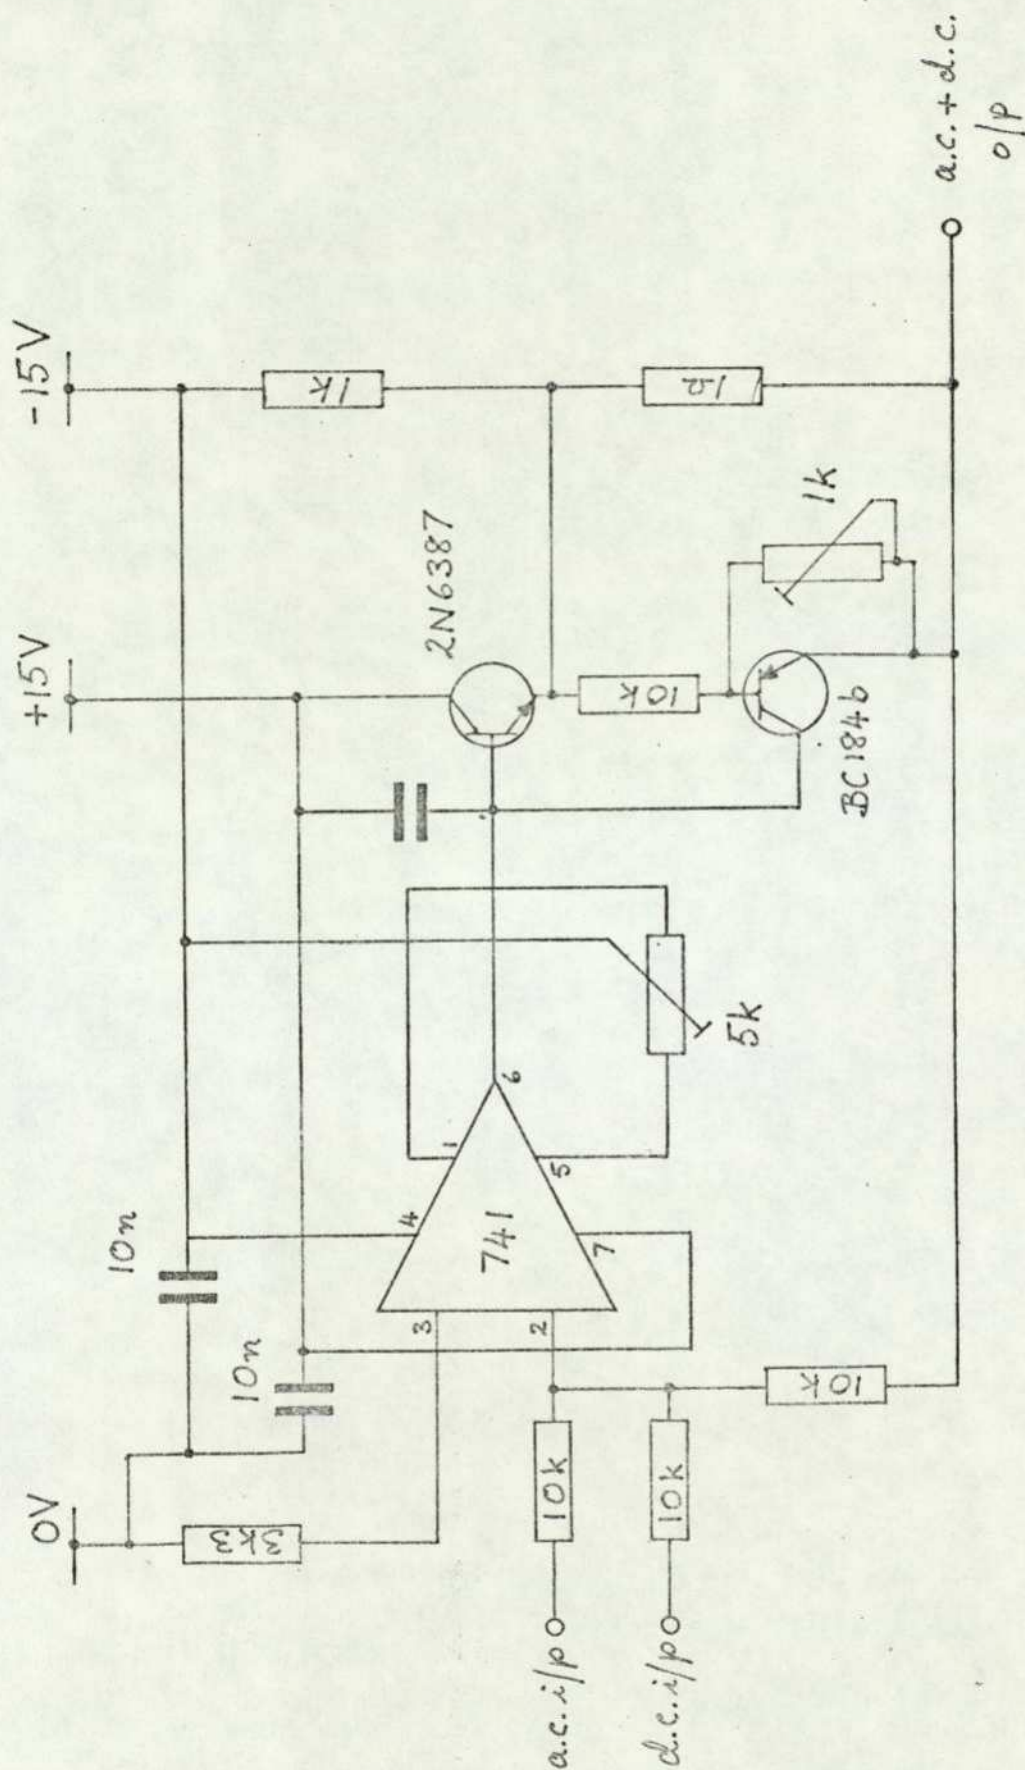 0V
+15V
-15V
10n
10n
3k3
1k
2N6387
4
1
3
741
6
2
7
5
10k
1Ω
5k
10k
1k
BC184b
a.c. i/p
10k
d.c. i/p
10k
a.c. + d.c.
o/p